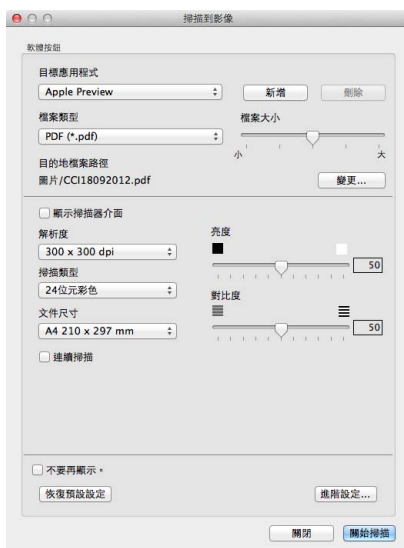 掃描到影像
軟體按鈕
目標應用程式
Apple Preview 新增 刪除
檔案類型 檔案大小
PDF (*.pdf)
小 大
目的地檔案路徑
圖片/CCI18092012.pdf 變更...
顯示掃描器介面
解析度 亮度
300 x 300 dpi 50
掃描類型
24位元彩色 對比度
文件尺寸
A4 210 x 297 mm 50
連續掃描
不要再顯示。
恢復預設設定 進階設定...
關閉 開始掃描